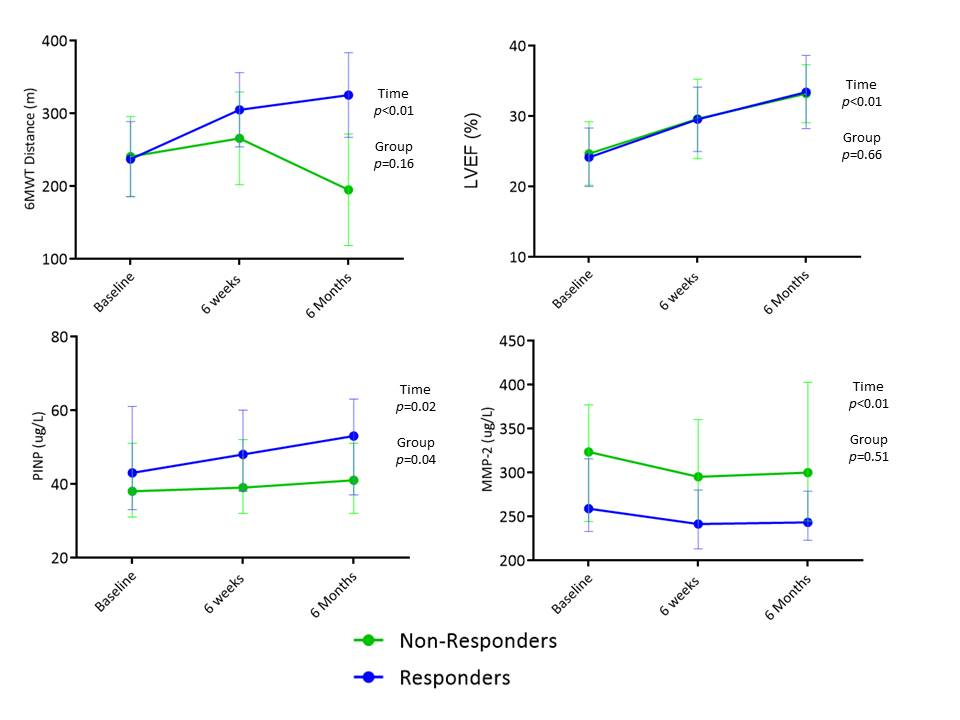 6MWT Distance (m)
400
300
200
100
Baseline
6 weeks
6 Months
Time
p<0.01
Group
p=0.16
LVEF (%)
40
30
20
10
Baseline
6 weeks
6 Months
Time
p<0.01
Group
p=0.66
PINP (ug/L)
80
60
40
20
Baseline
6 weeks
6 Months
Time
p=0.02
Group
p=0.04
MMP-2 (ug/L)
450
400
350
300
250
200
Baseline
6 weeks
6 Months
Time
p<0.01
Group
p=0.51
Non-Responders
Responders